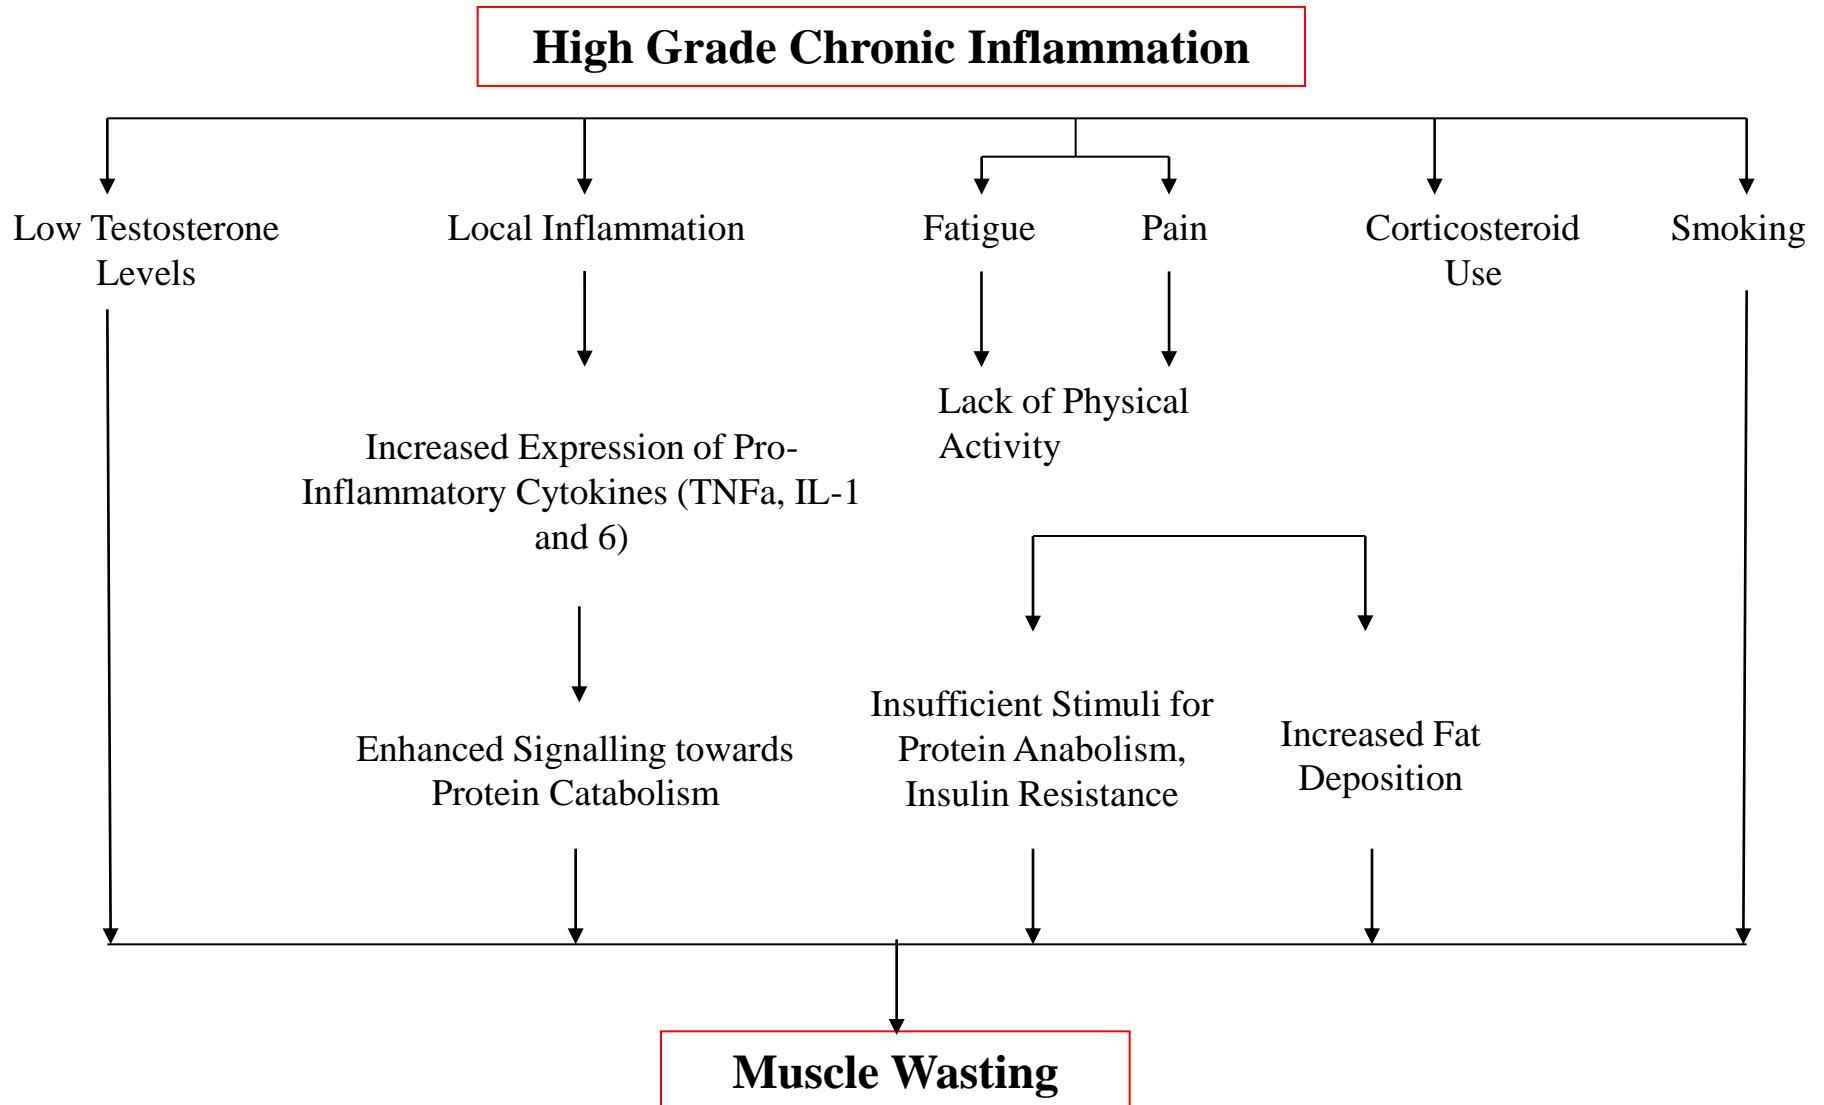 High Grade Chronic Inflammation
Low Testosterone
Levels
Local Inflammation
Fatigue
Pain
Corticosteroid
Use
Smoking
Lack of Physical
Activity
Increased Expression of Pro-
Inflammatory Cytokines (TNFa, IL-1
and 6)
Insufficient Stimuli for
Protein Anabolism,
Insulin Resistance
Increased Fat
Deposition
Enhanced Signalling towards
Protein Catabolism
Muscle Wasting